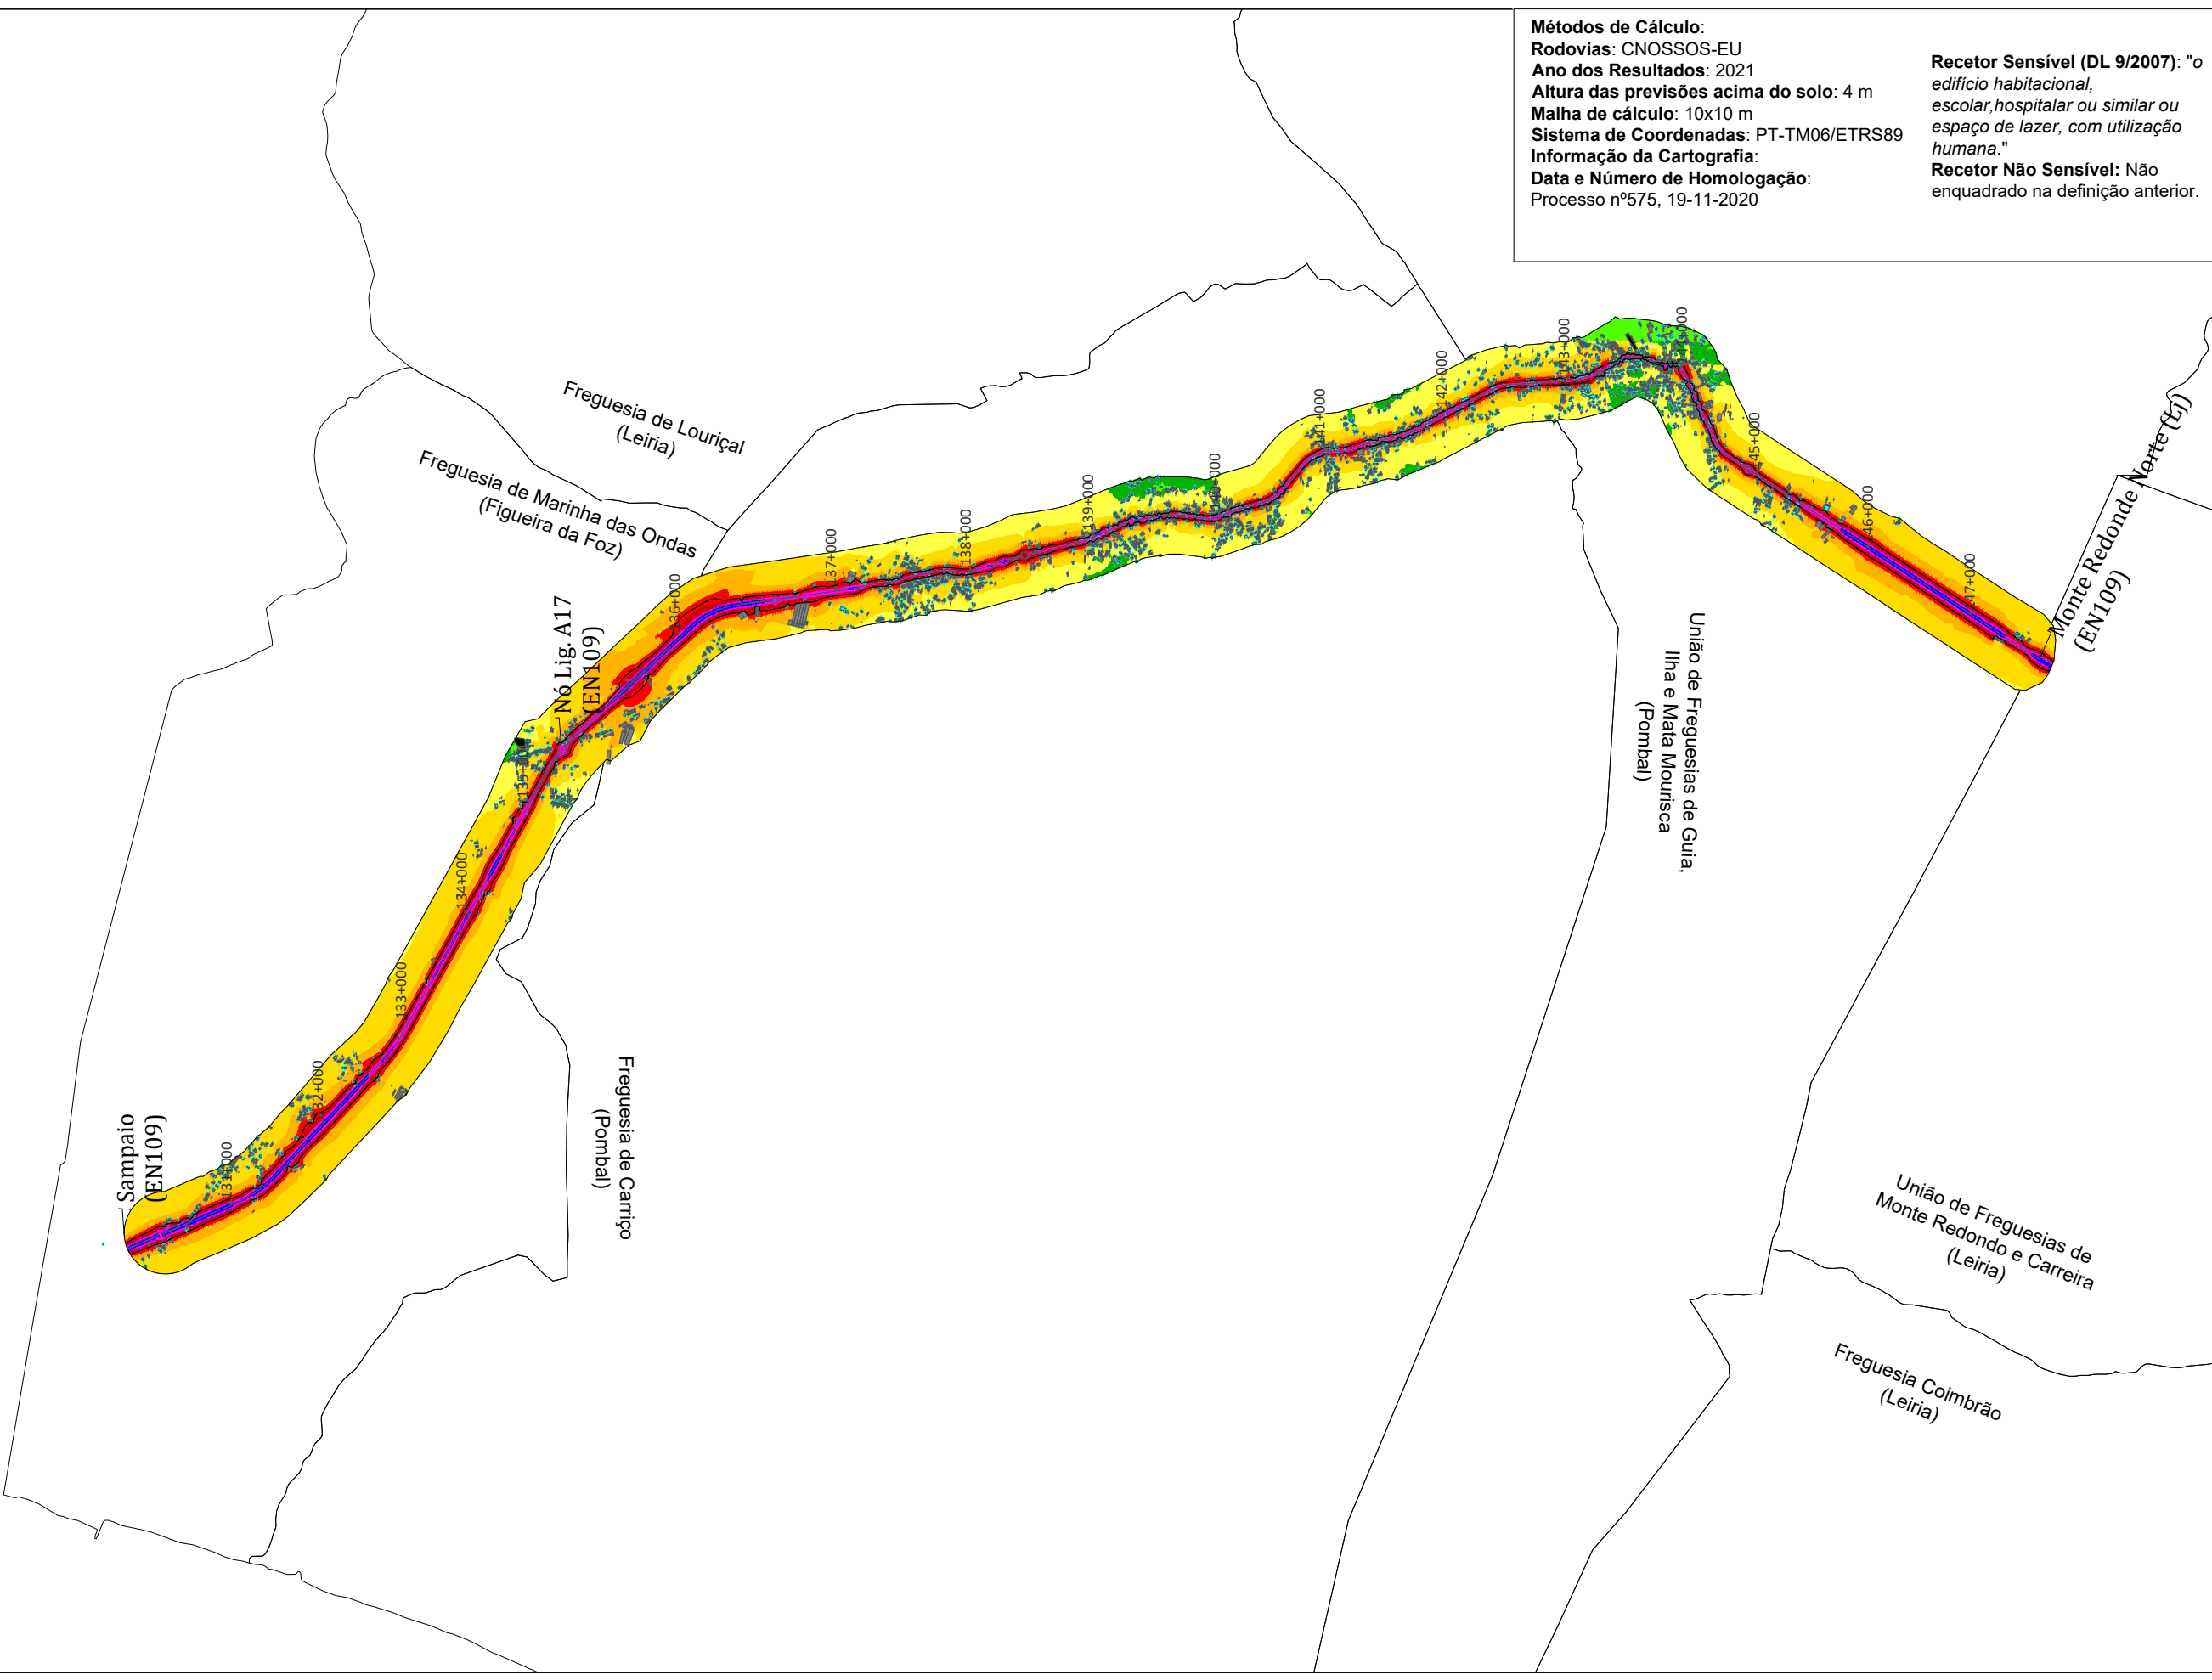 Métodos de Cálculo:
Rodovias: CNOSSOS-EU
Ano dos Resultados: 2021
Altura das previsões acima do solo: 4 m
Malha de cálculo: 10x10 m
Sistema de Coordenadas: PT-TM06/ETRS89
Informação da Cartografia:
Data e Número de Homologação:
Processo nº575, 19-11-2020
Recetor Sensível (DL 9/2007): "o
edifício habitacional,
escolar,hospitalar ou similar ou
espaço de lazer, com utilização
humana."
Recetor Não Sensível: Não
enquadrado na definição anterior.
Freguesia de Louriçal
(Leiria)
Freguesia de Marinha das Ondas
(Figueira da Foz)
Nó Lig. A17
(EN109)
Sampaio
(EN109)
Freguesia de Carriço
(Pombal)
União de Freguesias de Guia,
Ilha e Mata Mourisca
(Pombal)
Monte Redonde Norte (Lj)
(EN109)
União de Freguesias de
Monte Redondo e Carreira
(Leiria)
Freguesia Coimbrão
(Leiria)
131+000
132+000
133+000
134+000
136+000
137+000
138+000
139+000
141+000
142+000
143+000
145+000
146+000
147+000